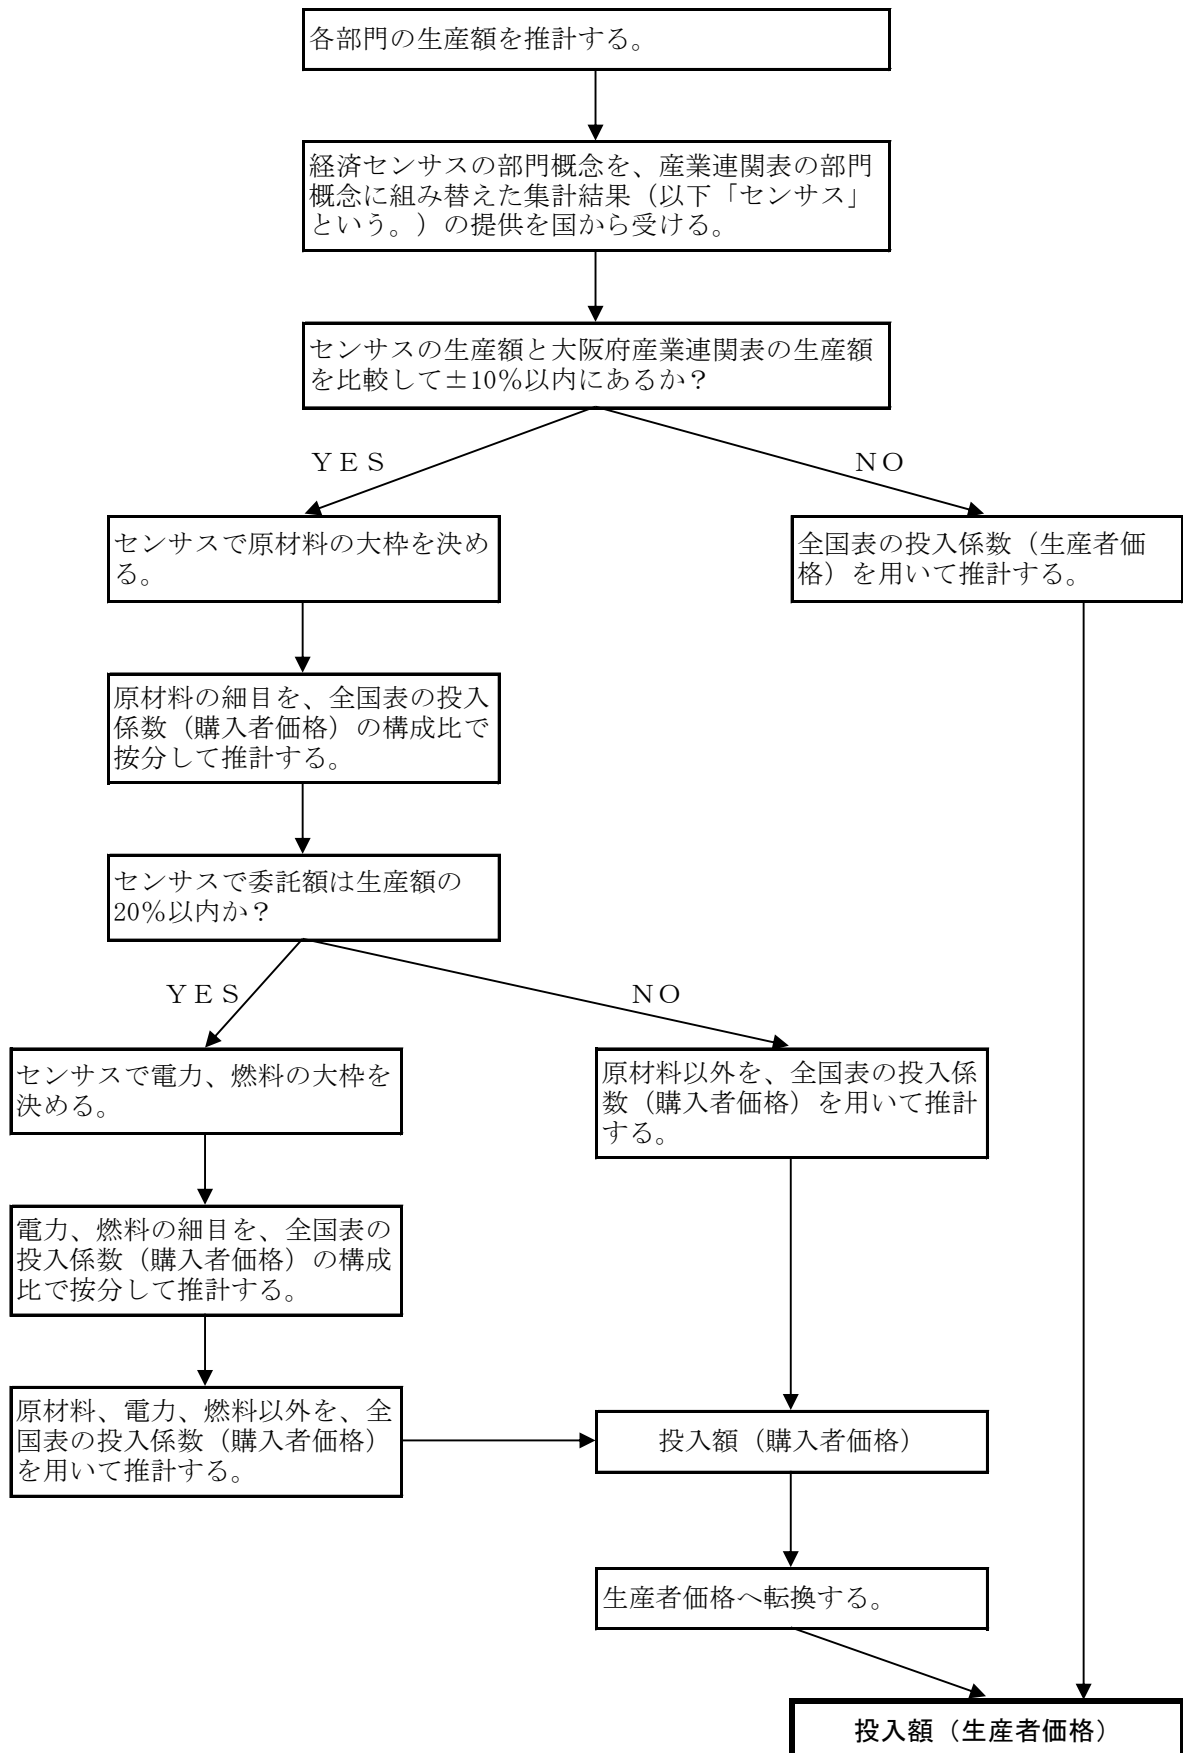 各部門の生産額を推計する。
経済センサスの部門概念を、産業連関表の部門
概念に組み替えた集計結果（以下「センサス」
という。）の提供を国から受ける。
センサスの生産額と大阪府産業連関表の生産額
を比較して±10％以内にあるか？
ＹＥＳ
ＮＯ
センサスで原材料の大枠を決め
る。
全国表の投入係数（生産者価
格）を用いて推計する。
原材料の細目を、全国表の投入
係数（購入者価格）の構成比で
按分して推計する。
センサスで委託額は生産額の
20％以内か？
ＹＥＳ
ＮＯ
センサスで電力、燃料の大枠を
決める。
原材料以外を、全国表の投入係
数（購入者価格）を用いて推計
する。
電力、燃料の細目を、全国表の
投入係数（購入者価格）の構成
比で按分して推計する。
原材料、電力、燃料以外を、全
国表の投入係数（購入者価格）
を用いて推計する。
投入額（購入者価格）
生産者価格へ転換する。
投入額（生産者価格）